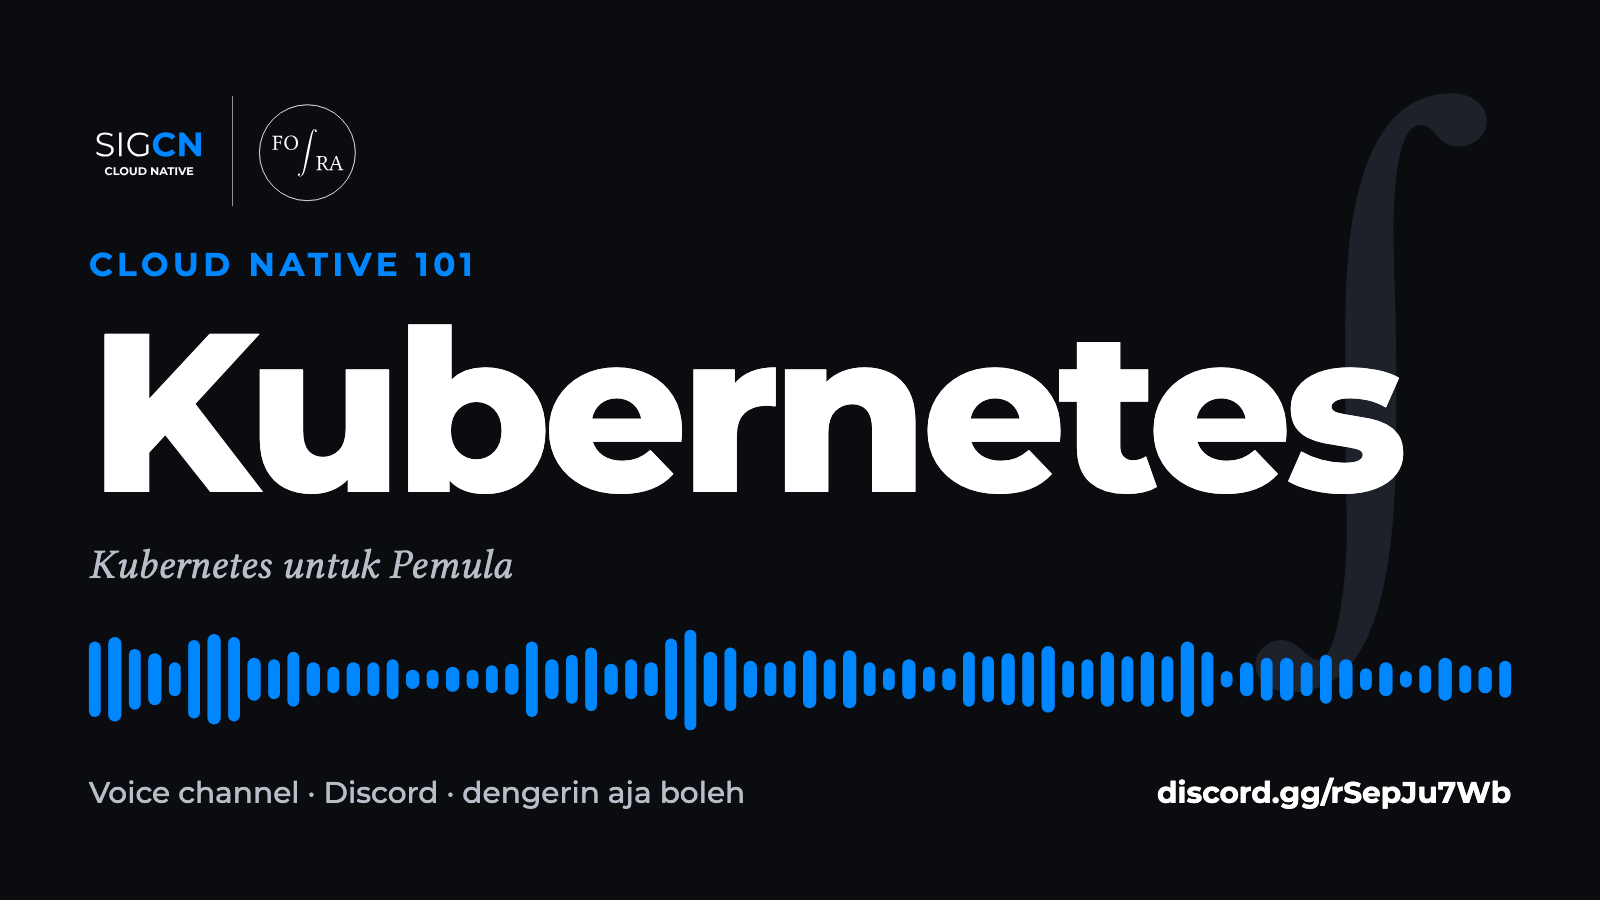 SIGCN
CLOUD NATIVE
FO∫RA
CLOUD NATIVE 101
Kubernetes
Kubernetes untuk Pemula
Voice channel · Discord · dengerin aja boleh
discord.gg/rSepJu7Wb